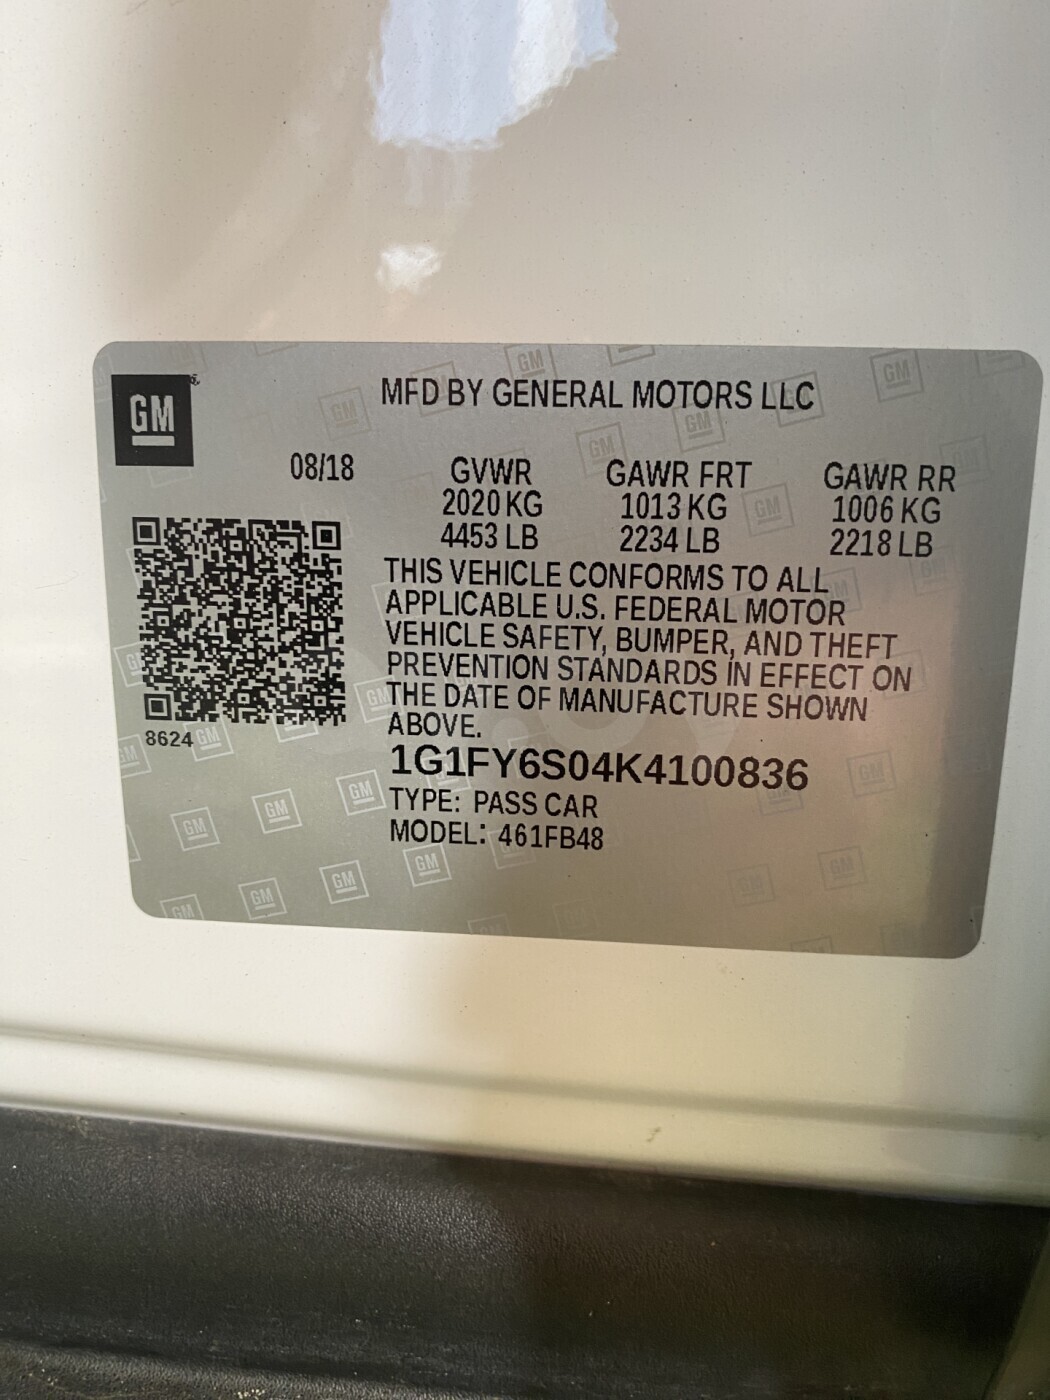 GM
MFD BY GENERAL MOTORS LLC
08/18
GVWR
2020 KG
4453 LB
GAWR FRT
1013 KG
2234 LB
GAWR RR
1006 KG
2218 LB
THIS VEHICLE CONFORMS TO ALL
APPLICABLE U.S. FEDERAL MOTOR
VEHICLE SAFETY, BUMPER, AND THEFT
PREVENTION STANDARDS IN EFFECT ON
THE DATE OF MANUFACTURE SHOWN
ABOVE.
8624
1G1FY6S04K4100836
TYPE: PASS CAR
MODEL: 461FB48